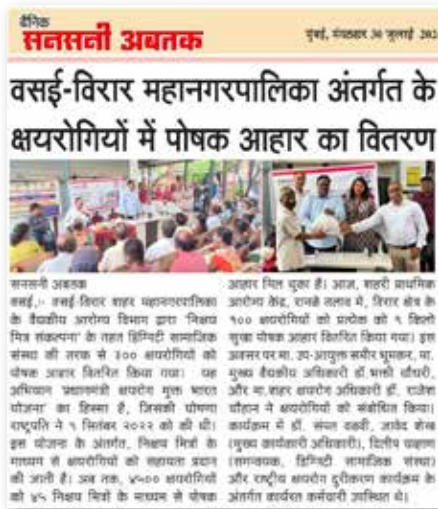 दैनिक
सनसनी अबतक
मुंबई, मंगलवार 30 जुलाई 202
वसई-विरार महानगरपालिका अंतर्गत के
क्षयरोगियों में पोषक आहार का वितरण
सनसनी अबतक
वसई,:- वसई-विरार शहर महानगरपालिका
के वैद्यकीय आरोग्य विभाग द्वारा 'निक्षय
मित्र संकल्पना' के तहत डिग्निटी सामाजिक
संस्था की तरफ से १०० क्षयरोगियों को
पोषक आहार वितरित किया गया। यह
अभियान 'प्रधानमंत्री क्षयरोग मुक्त भारत
योजना' का हिस्सा है, जिसकी घोषणा
राष्ट्रपति ने ९ सितंबर २०२२ को की थी।
इस योजना के अंतर्गत, निक्षय मित्रों के
माध्यम से क्षयरोगियों को सहायता प्रदान
की जाती है। अब तक, ४५०० क्षयरोगियों
को ४५ निक्षय मित्रों के माध्यम से पोषक
आहार मिल चुका है। आज, शहरी प्राथमिक
आरोग्य केंद्र, तलाव में, विरार क्षेत्र के
१०० क्षयरोगियों को प्रत्येक को ९ किलो
सुखा पोषक आहार वितरित किया गया। इस
अवसर पर मा. उप-आयुक्त समीर भूमकर, मा.
मुख्य वैद्यकीय अधिकारी डॉ भक्ती चौधरी,
और मा.शहर क्षयरोग अधिकारी डॉ. राजेश
चौहान ने क्षयरोगियों को संबोधित किया।
कार्यक्रम में डॉ. संपत जावेद शेख
(मुख्य कार्यकारी अधिकारी), दिलीप चव्हाण
(समन्वयक, डिग्निटी सामाजिक संस्था)
और राष्ट्रीय क्षयरोग दुरीकरण कार्यक्रम के
अंतर्गत कार्यरत कर्मचारी उपस्थित थे।